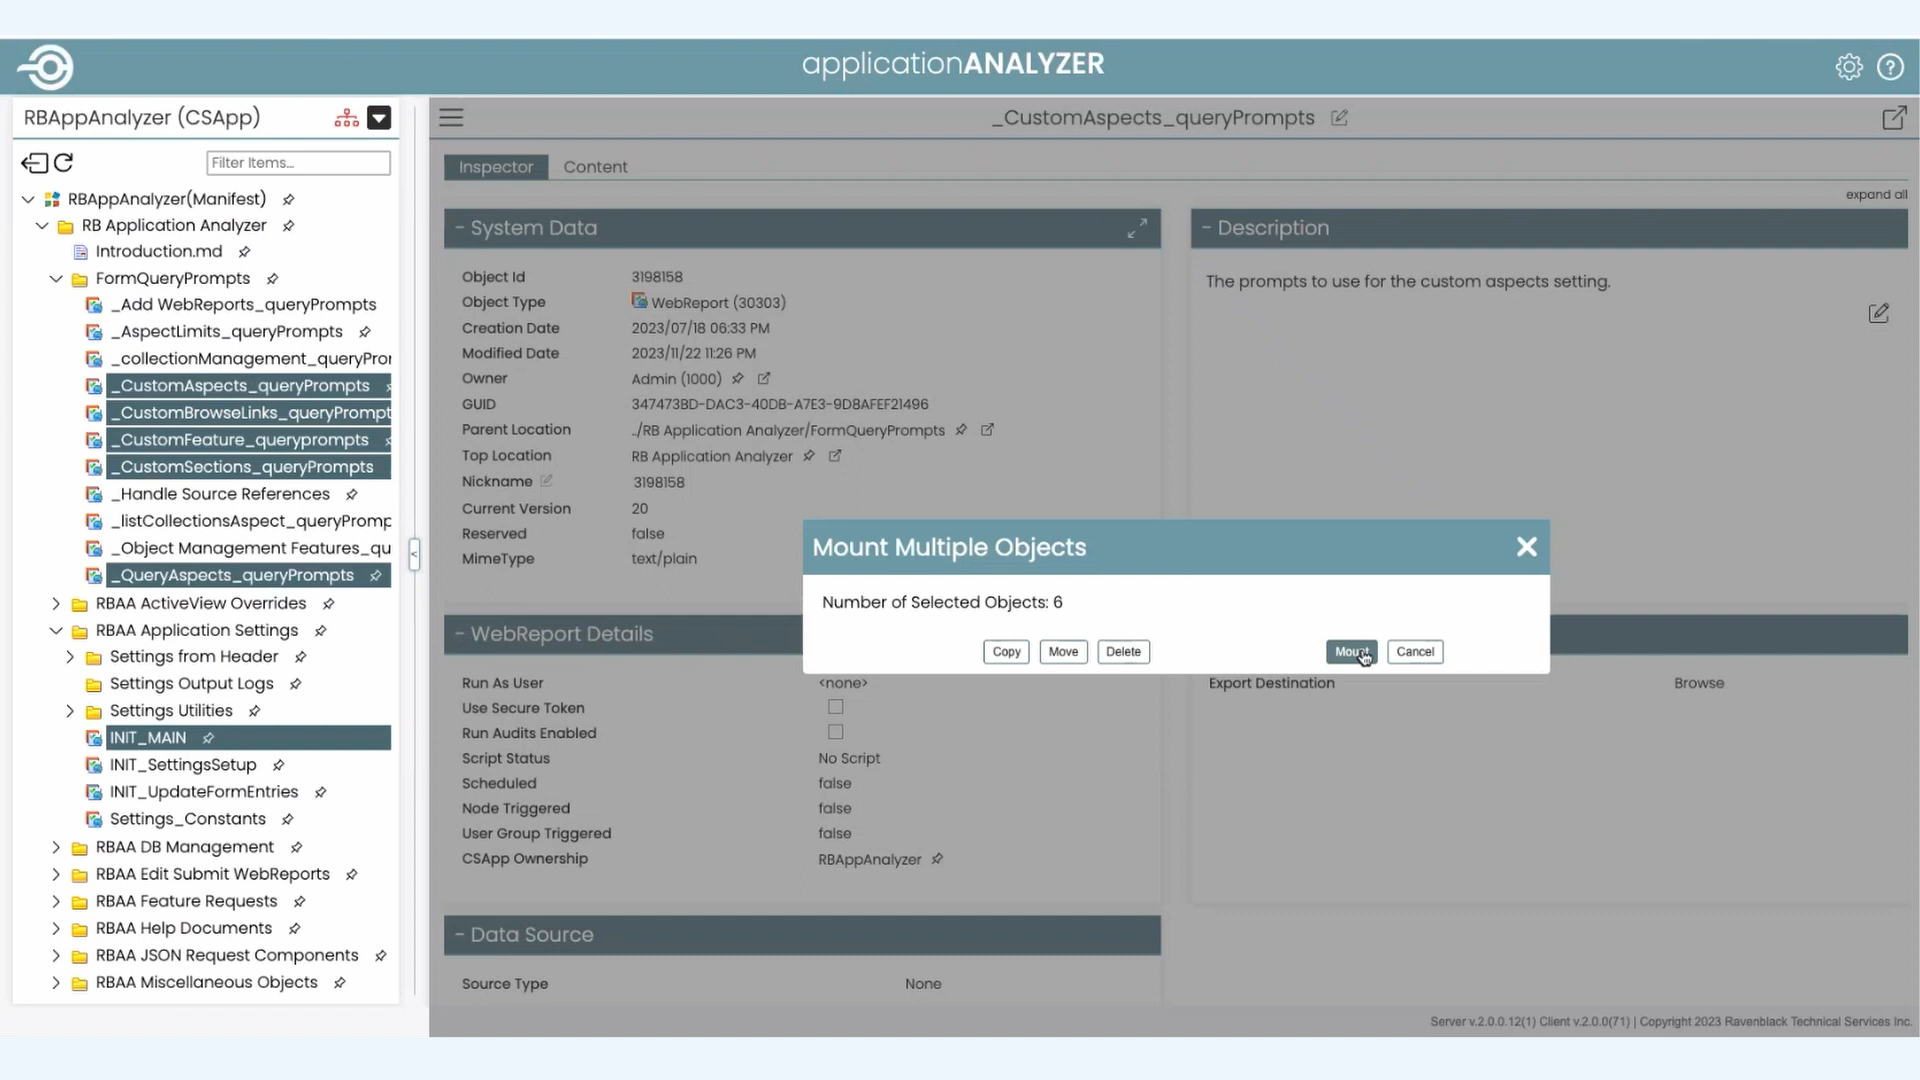 applicationANALYZER
RBAppAnalyzer (CSApp)
Filter Items...
RBAppAnalyzer(Manifest)
RB Application Analyzer
Introduction.md
FormQueryPrompts
_Add WebReports_queryPrompts
_AspectLimits_queryPrompts
_collectionManagement_queryPror
_CustomAspects_queryPrompts
_CustomBrowseLinks_queryPrompt
_CustomFeature_queryprompts
_CustomSections_queryPrompts
_Handle Source References
_listCollectionsAspect_queryPromp
_Object Management Features_qu
_QueryAspects_queryPrompts
RBAA ActiveView Overrides
RBAA Application Settings
Settings from Header
Settings Output Logs
Settings Utilities
INIT_MAIN
INIT_SettingsSetup
INIT_UpdateFormEntries
Settings_Constants
RBAA DB Management
RBAA Edit Submit WebReports
RBAA Feature Requests
RBAA Help Documents
RBAA JSON Request Components
RBAA Miscellaneous Objects
<
_CustomAspects_queryPrompts
Inspector Content
expand all
- System Data
Object Id 3198158
Object Type WebReport (30303)
Creation Date 2023/07/18 06:33 PM
Modified Date 2023/11/22 11:26 PM
Owner Admin (1000)
GUID 347473BD-DAC3-40DB-A7E3-9D8AFEF21496
Parent Location ./RB Application Analyzer/FormQueryPrompts
Top Location RB Application Analyzer
Nickname 3198158
Current Version 20
Reserved false
MimeType text/plain
- Description
The prompts to use for the custom aspects setting.
Mount Multiple Objects
Number of Selected Objects: 6
Copy Move Delete Mount Cancel
- WebReport Details
Run As User <none>
Use Secure Token
Run Audits Enabled
Script Status No Script
Scheduled false
Node Triggered false
User Group Triggered false
CSApp Ownership RBAppAnalyzer
Export Destination Browse
- Data Source
Source Type None
Server v.2.0.0.12(1) Client v.2.0.0(71) | Copyright 2023 Ravenblack Technical Services Inc.